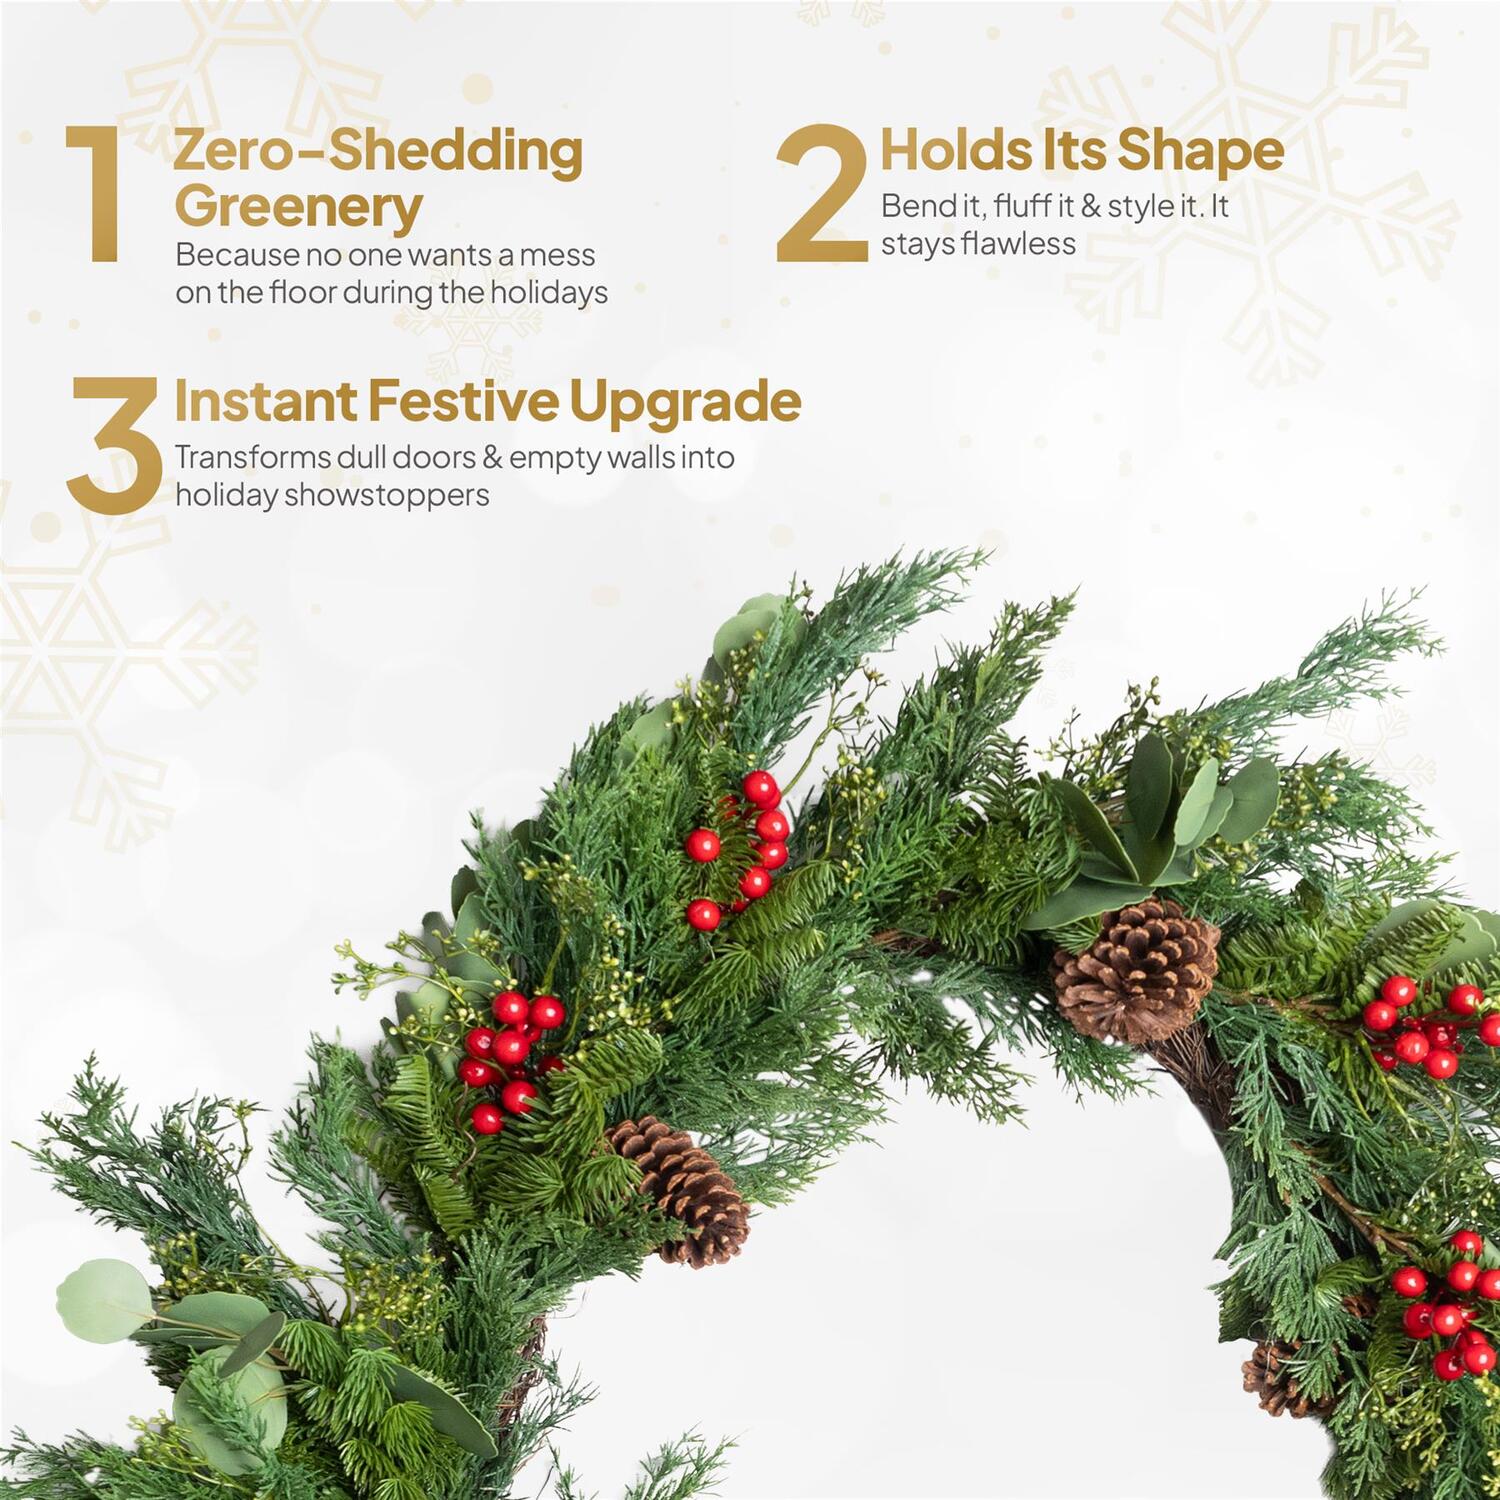 1
Zero-Shedding
Greenery
Because no one wants a mess
on the floor during the holidays
2
Holds Its Shape
Bend it, fluff it & style it. It
stays flawless
3
Instant Festive Upgrade
Transforms dull doors & empty walls into
holiday showstoppers